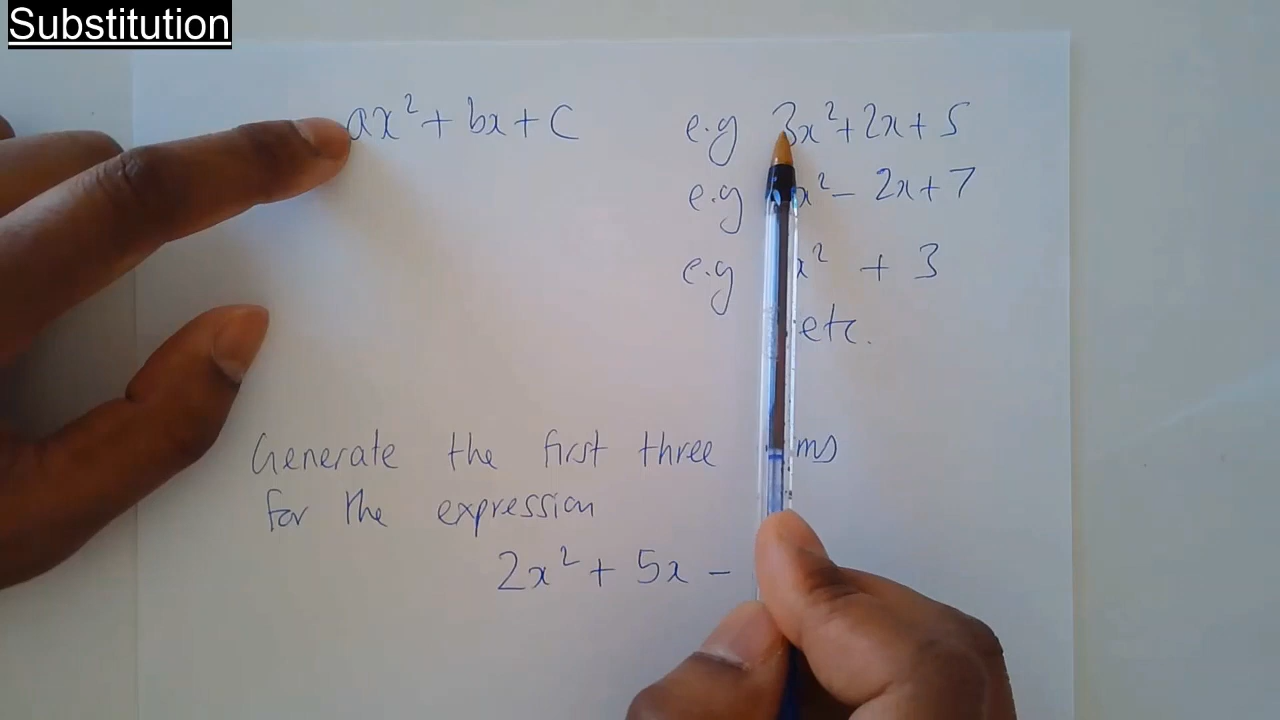 Substitution
ax² + bx + c
e.g 3x² + 2x + 5
e.g x² - 2x + 7
e.g x² + 3
etc.
Generate the first three
for the expression
2x² + 5x -